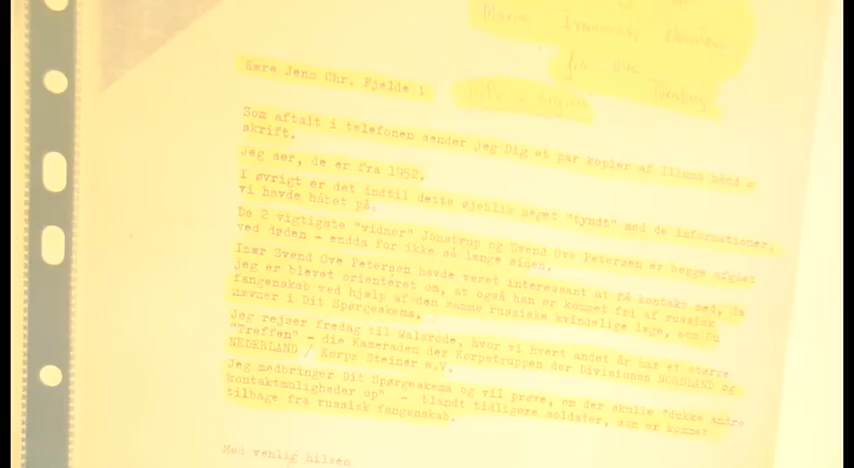 Maria Ivanovna
fra
Kære Jens Chr. Fjelde !
Som aftalt i telefonen sender jeg Dig et par kopier af Illums hånd =
skrift.
Jeg ser, de er fra 1952.
I øvrigt er det indtil dette øjeblik meget "tyndt" med de informationer,
vi havde håbet på.
De 2 vigtigste "vidner" Jonstrup og Svend Ove Petersen er begge afgået
ved døden - endda for ikke så lange siden.
Især Svend Ove Petersen havde været interessant at få kontakt med, da
jeg er blevet orienteret om, at også han er kommet fri af russisk
fangenskab ved hjælp af den samme russiske kvindelige læge, som Du
nævner i Dit Spørgeskema.
Jeg rejser fredag til Walsrode, hvor vi hvert andet år har et større
"Treffen" - die Kameraden der Korpstruppen der Divisionen NORDLAND og
NEDERLAND / Korps Steiner e.V.
Jeg medbringer Dit Spørgeskema og vil prøve, om der skulle "dukke andre
kontaktmuligheder op" - blandt tidligere soldater, som er kommet
tilbage fra russisk fangenskab.
Med venlig hilsen